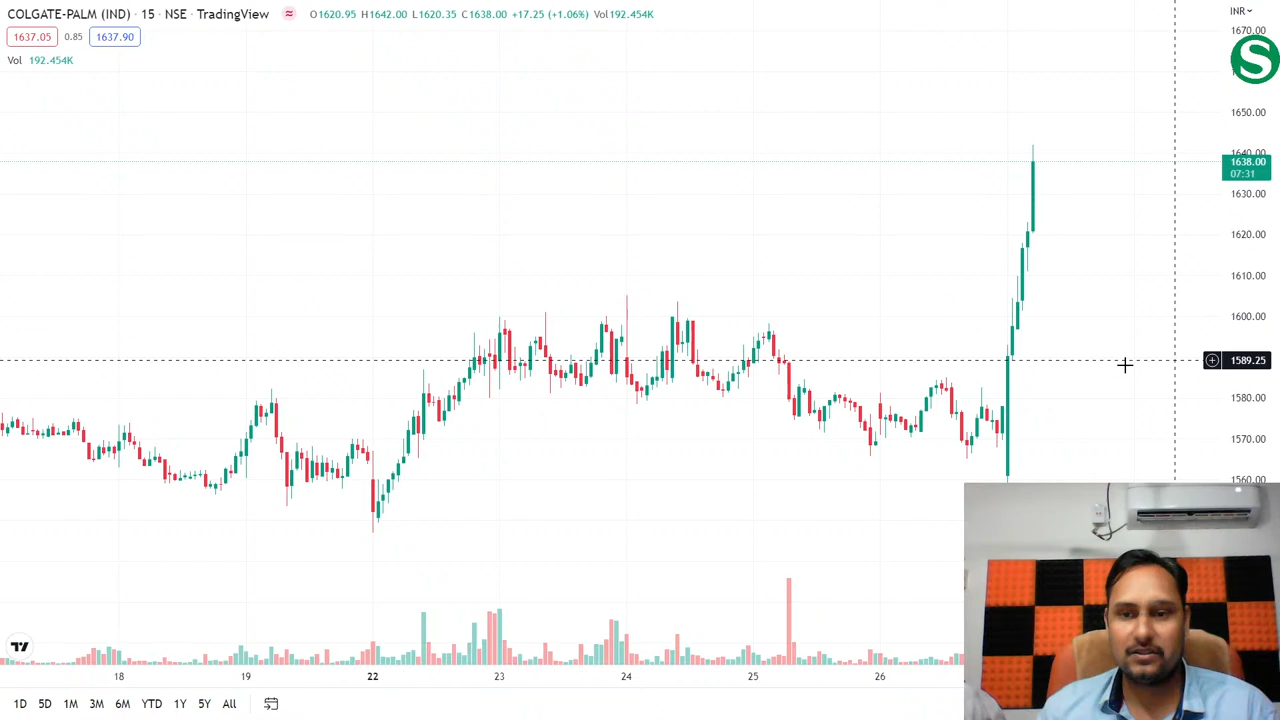 COLGATE-PALM (IND) · 15 · NSE · TradingView ≈ O1620.95 H1642.00 L1620.35 C1638.00 +17.25 (+1.06%) Vol192.454K
1637.05 0.85 1637.90
Vol 192.454K
INR
1670.00
S
1650.00
1640.00
1638.00
07:31
1630.00
1620.00
1610.00
1600.00
1589.25
1580.00
1570.00
1560.00
18 19 22 23 24 25 26
1D 5D 1M 3M 6M YTD 1Y 5Y All